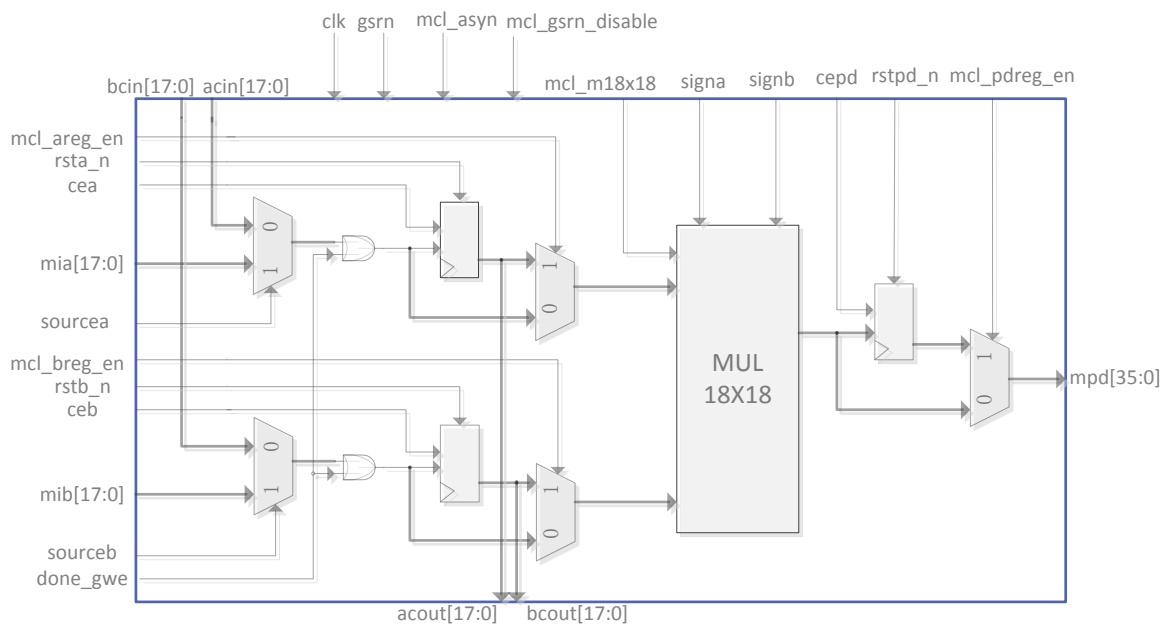 clk gsrn mcl_asyn mcl_gsrn_disable
bcin[17:0] acin[17:0] mcl_m18x18 signa signb cepd rstpd_n mcl_pdreg_en
mcl_areg_en
rsta_n
cea
0
mia[17:0]
1
1
0
sourcea
mcl_breg_en
rstb_n
ceb
MUL
18X18
1
0
mpd[35:0]
0
mib[17:0]
1
1
0
sourceb
done_gwe
acout[17:0] bcout[17:0]